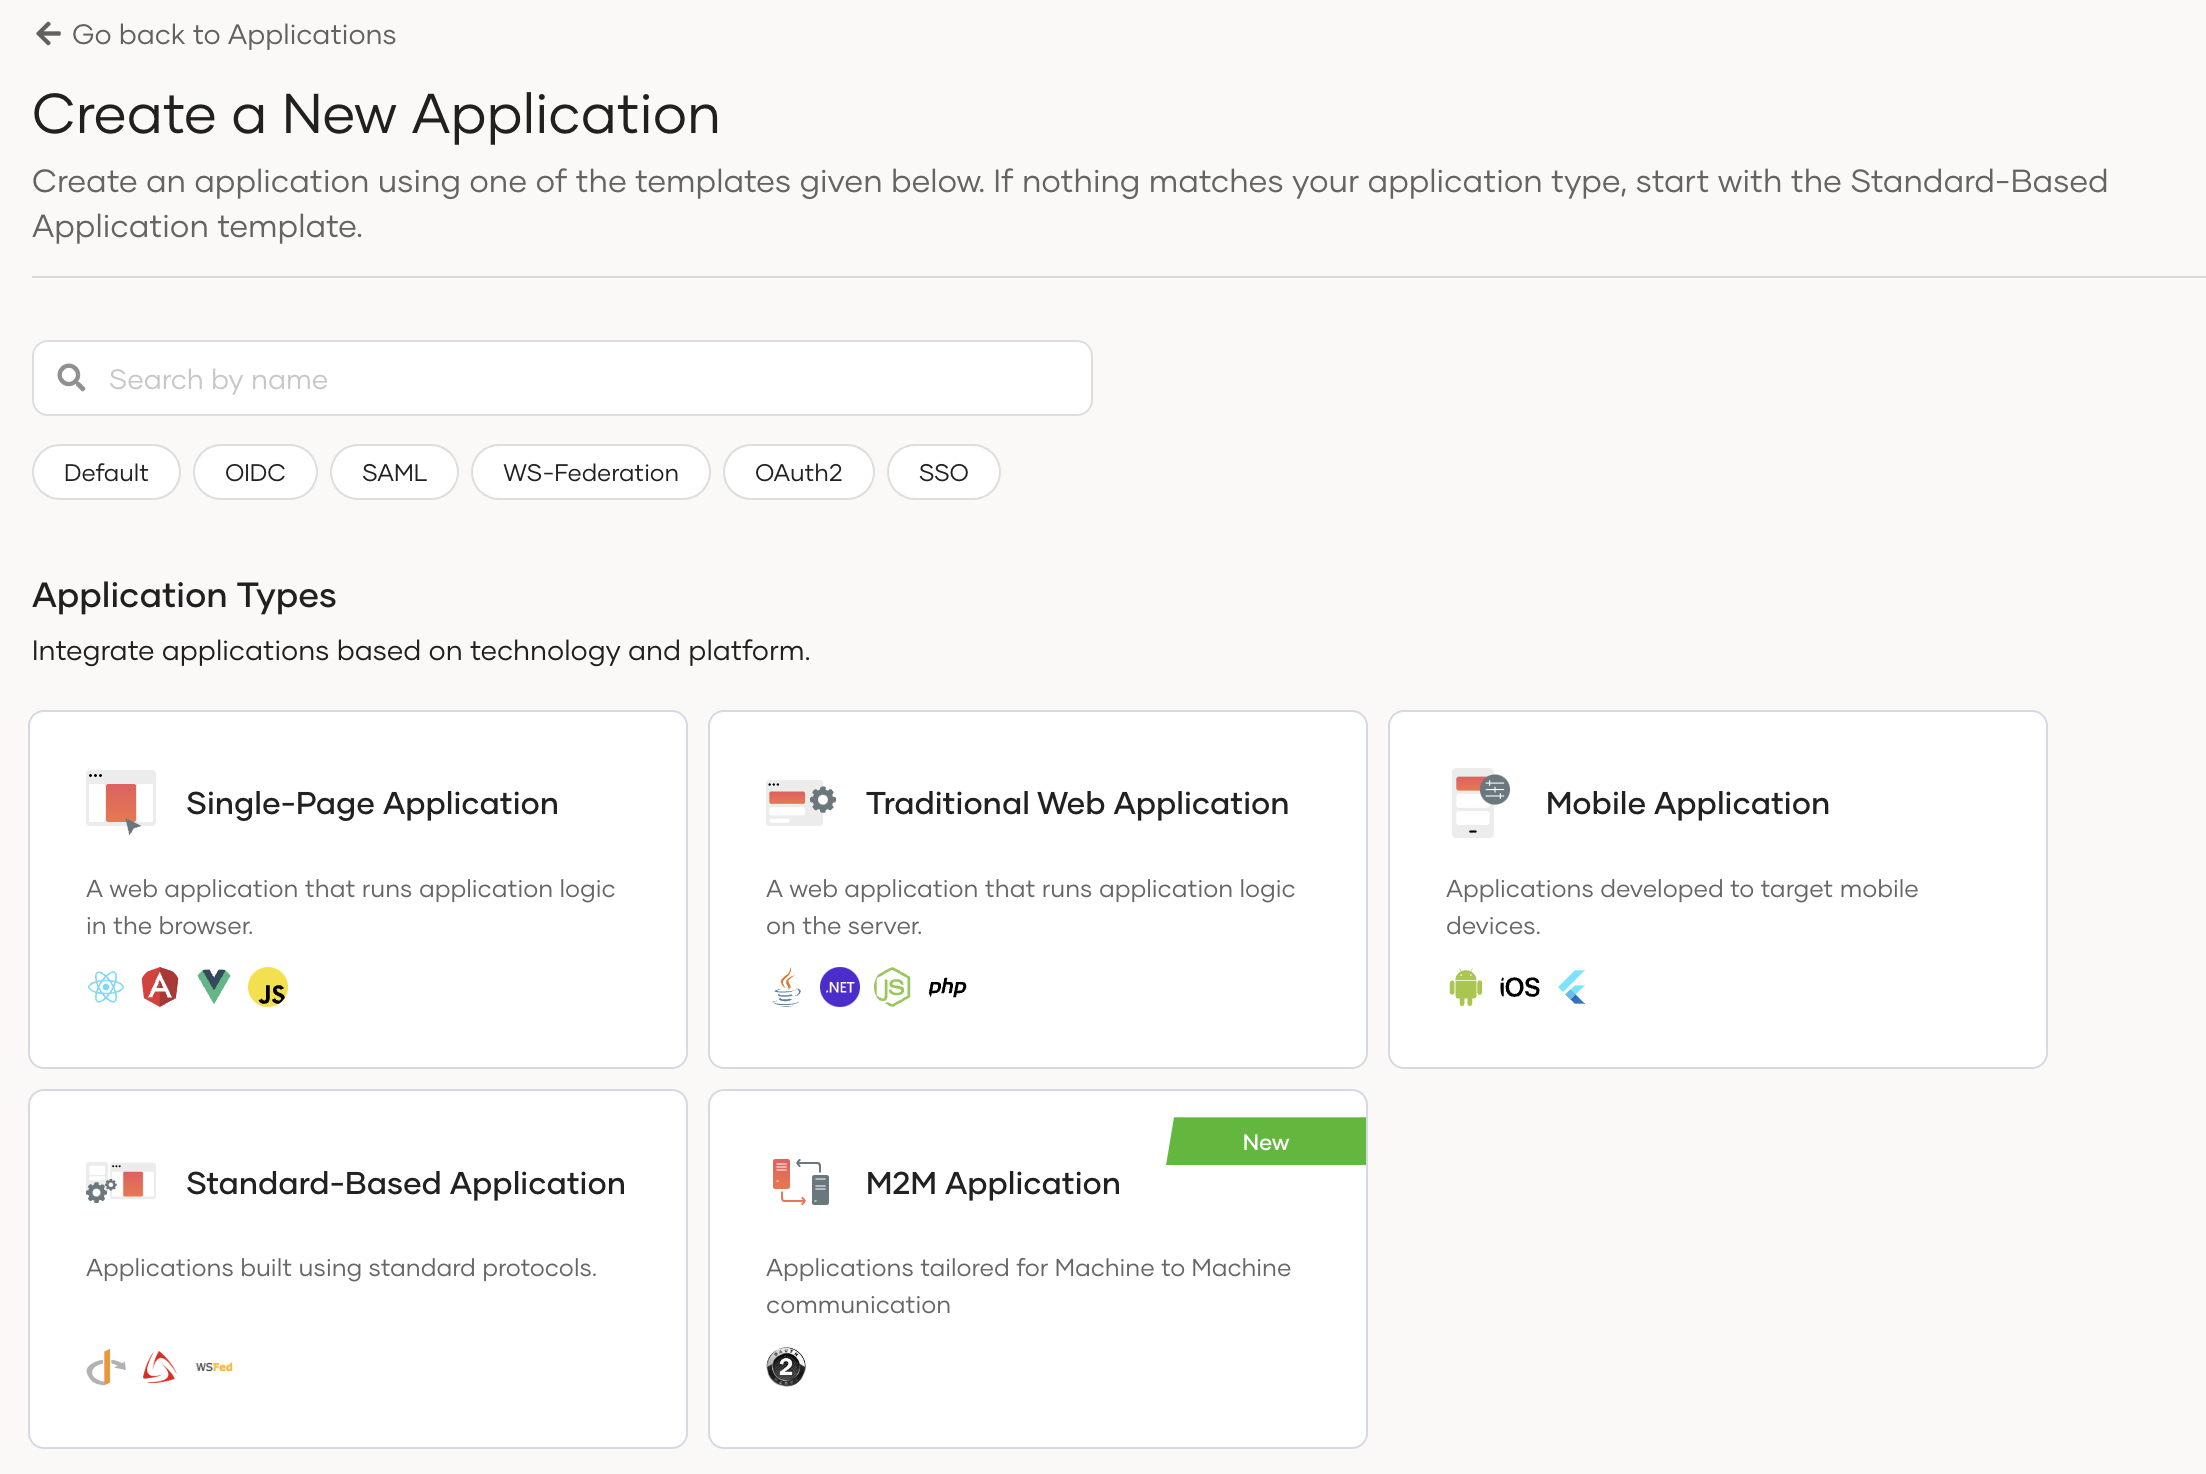 Go back to Applications
Create a New Application
Create an application using one of the templates given below. If nothing matches your application type, start with the Standard-Based
Application template.
Search by name
Default
OIDC
SAML
WS-Federation
OAuth2
SSO
Application Types
Integrate applications based on technology and platform.
Single-Page Application
A web application that runs application logic
in the browser.
JS
Traditional Web Application
A web application that runs application logic
on the server.
.NET
JS
php
Mobile Application
Applications developed to target mobile
devices.
iOS
Standard-Based Application
Applications built using standard protocols.
WSFed
New
M2M Application
Applications tailored for Machine to Machine
communication
2